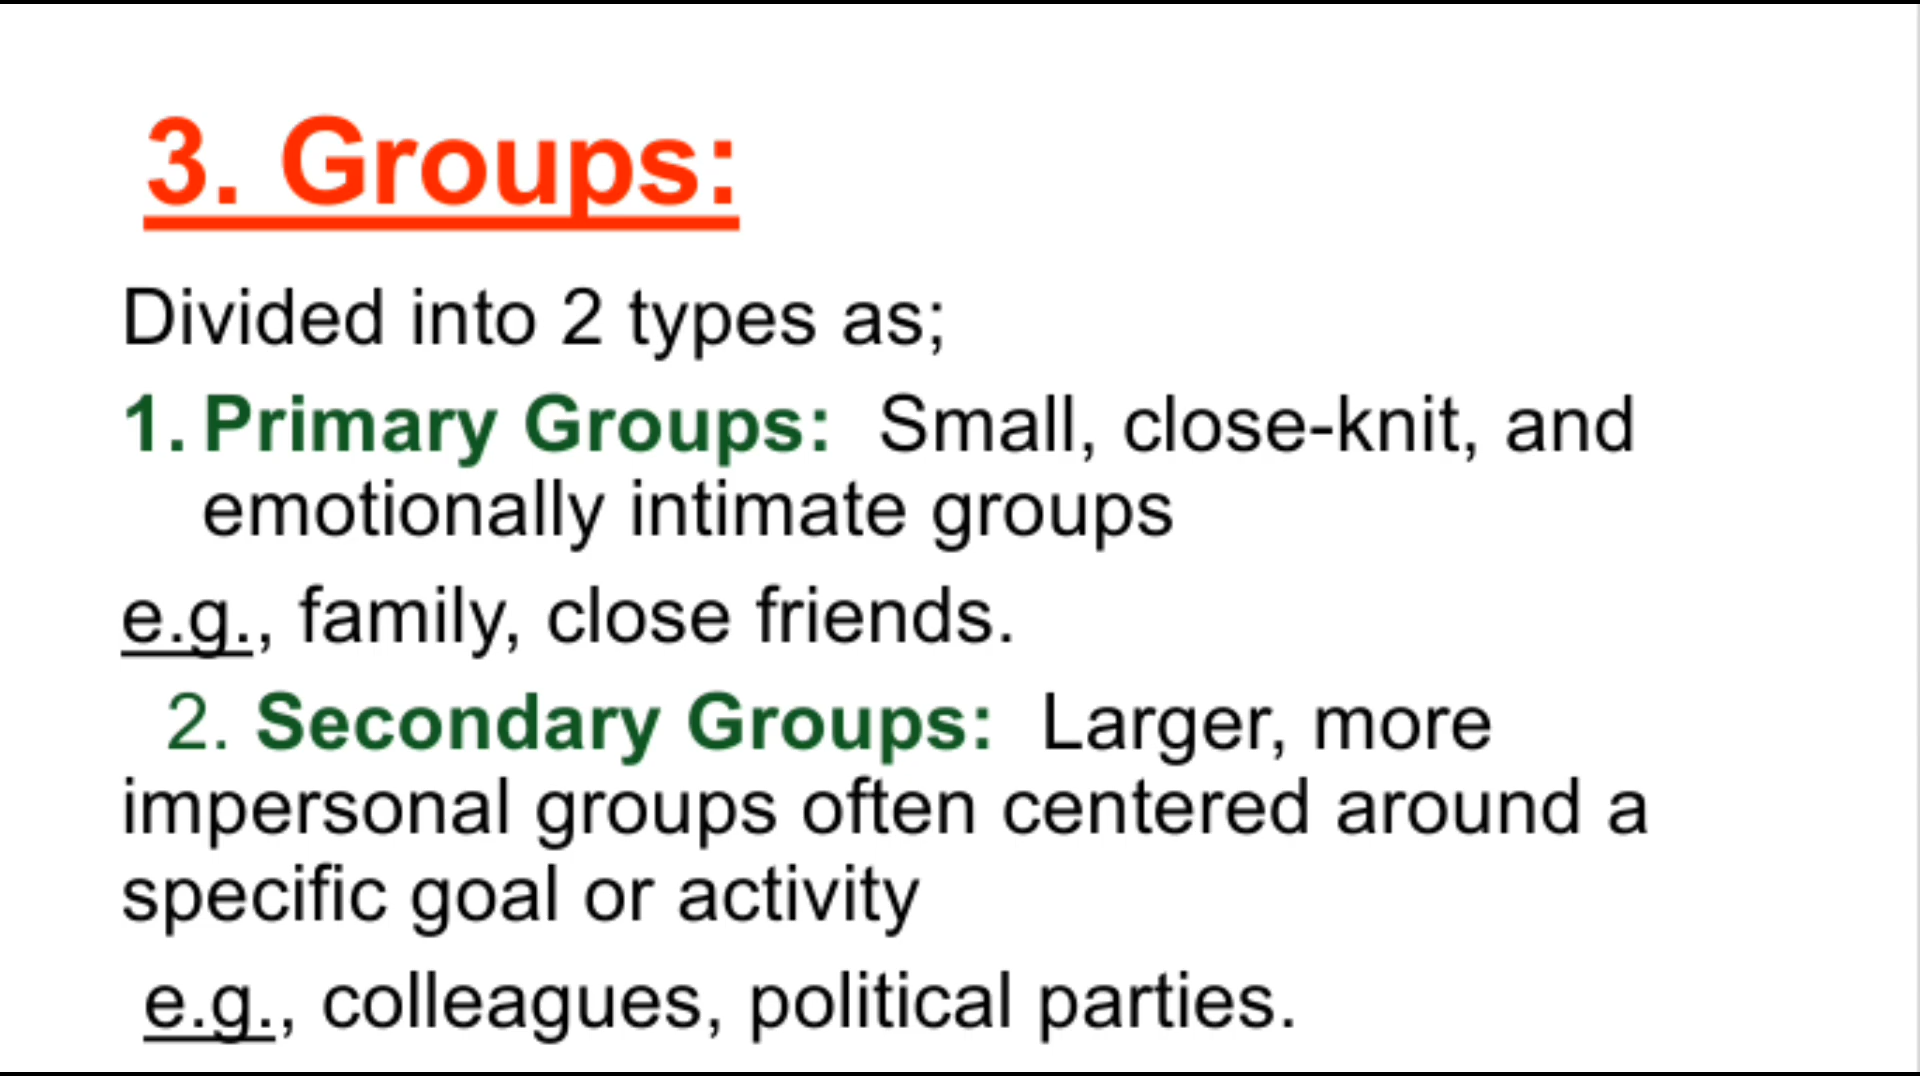 3. Groups:
Divided into 2 types as;
1. Primary Groups: Small, close-knit, and
emotionally intimate groups
e.g., family, close friends.
2. Secondary Groups: Larger, more
impersonal groups often centered around a
specific goal or activity
e.g., colleagues, political parties.